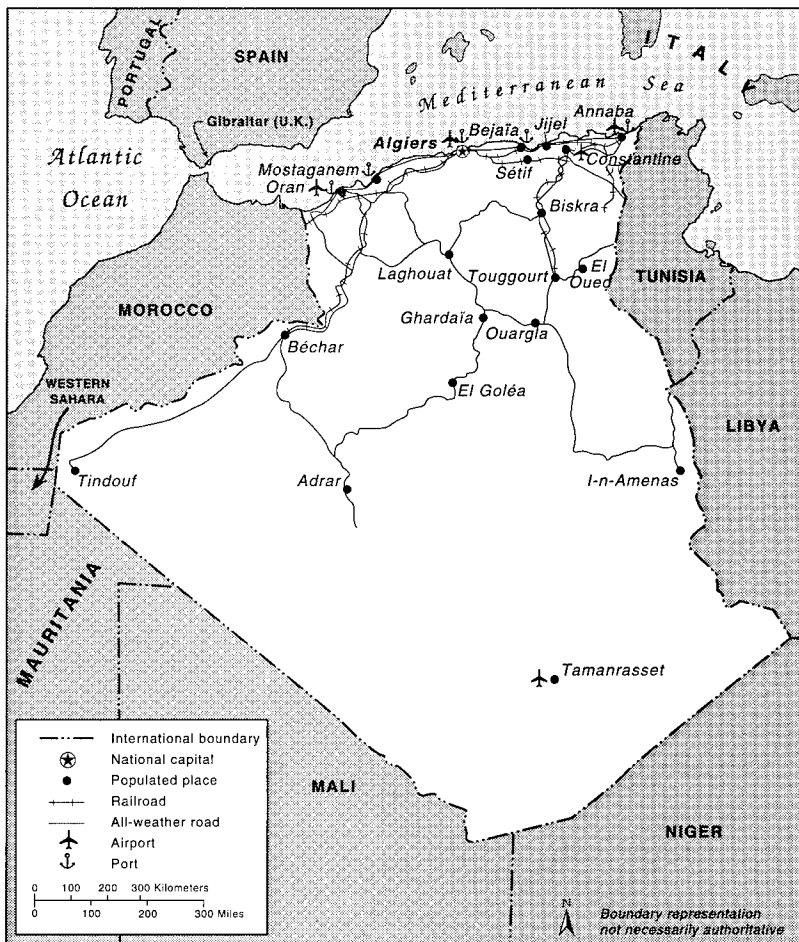 PORTUGAL
SPAIN
ITALY
Mediterranean Sea
Gibraltar (U.K.)
Atlantic
Ocean
Algiers
Bejaïa
Jijel
Annaba
Mostaganem
Oran
Sétif
Constantine
Biskra
Laghouat
Touggourt
El
Oued
TUNISIA
MOROCCO
Ghardaïa
Ouargla
Béchar
WESTERN
SAHARA
El Goléa
LIBYA
Tindouf
Adrar
I-n-Amenas
MAURITANIA
Tamanrasset
International boundary
National capital
Populated place
Railroad
All-weather road
Airport
Port
0 100 200 300 Kilometers
0 100 200 300 Miles
MALI
NIGER
N
Boundary representation
not necessarily authoritative